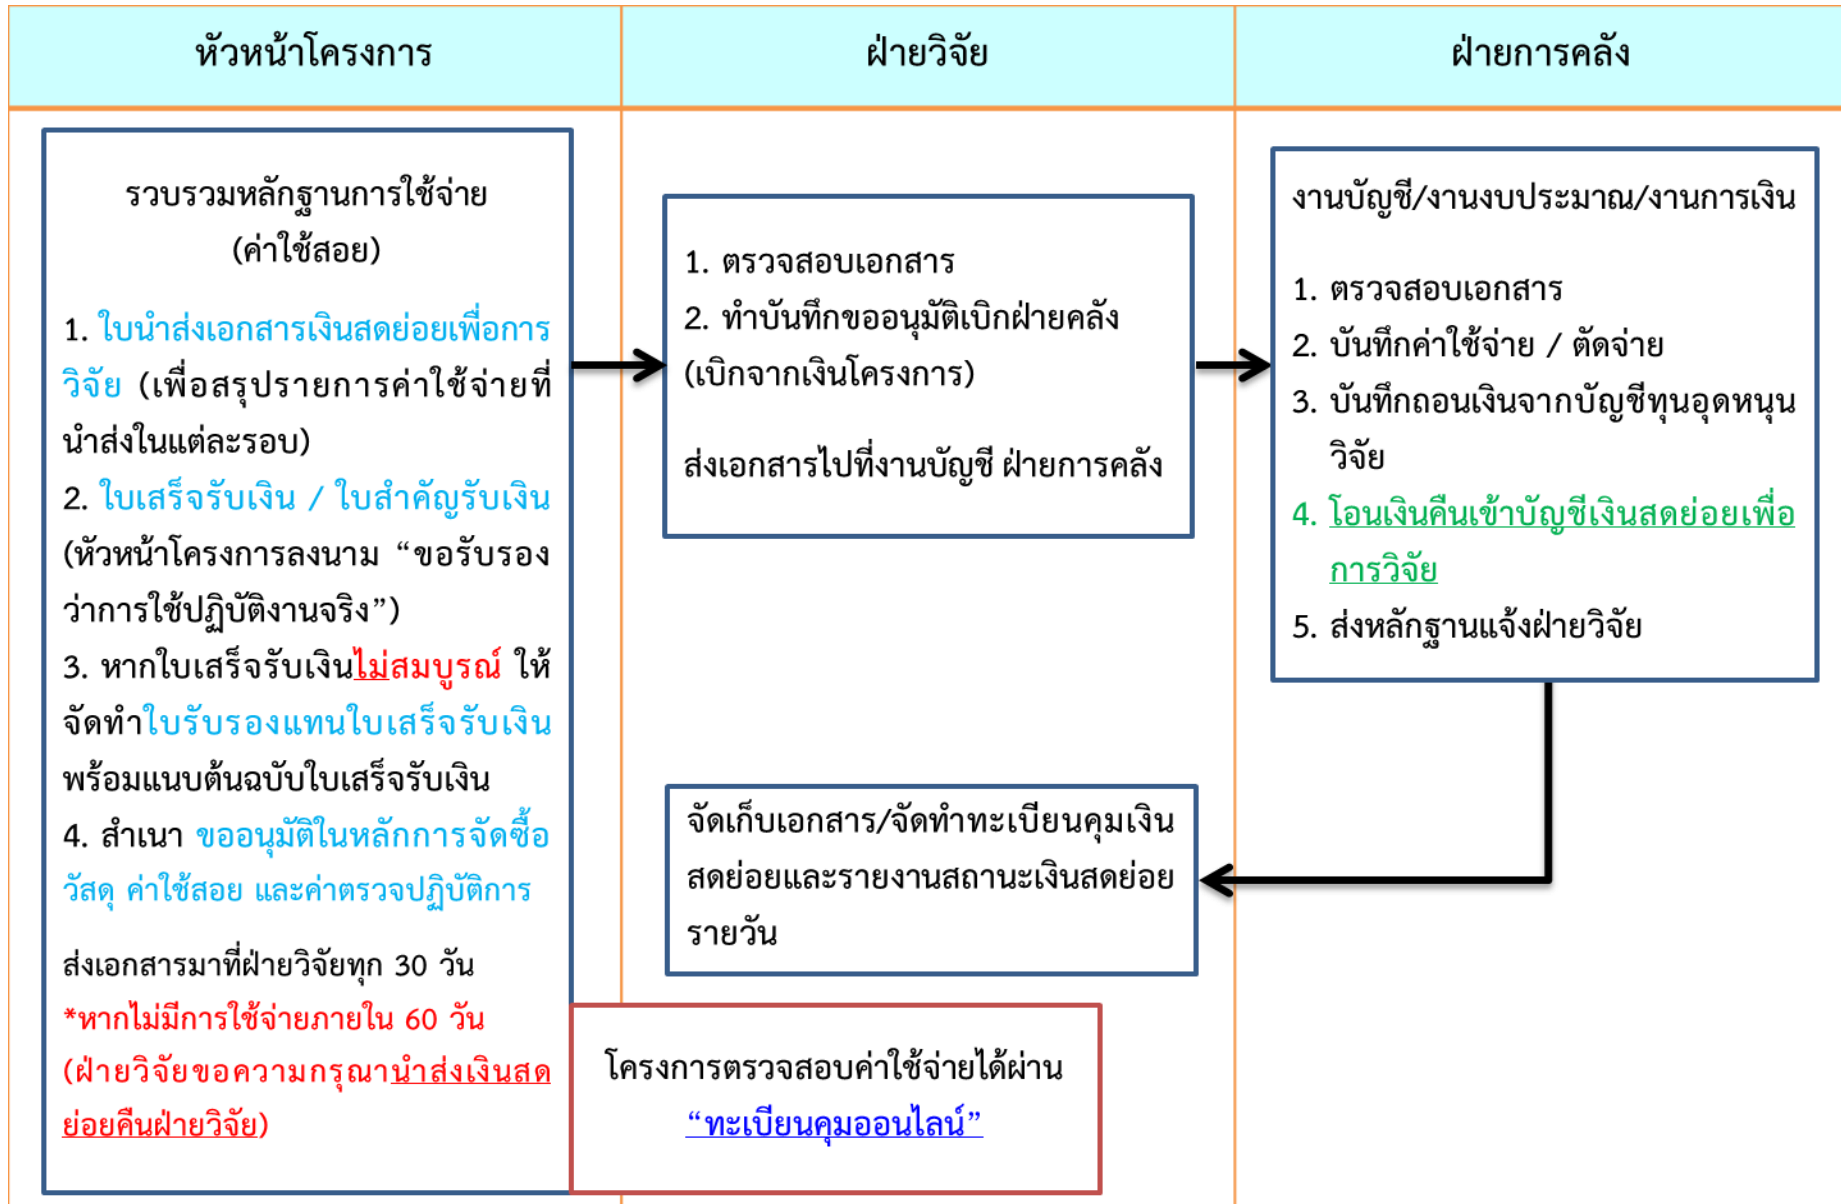 หัวหน้าโครงการ
ฝ่ายวิจัย
ฝ่ายการคลัง
รวบรวมหลักฐานการใช้จ่าย
(ค่าใช้สอย)
1. ใบนำส่งเอกสารเงินสดย่อยเพื่อการ
วิจัย (เพื่อสรุปรายการค่าใช้จ่ายที่
นำส่งในแต่ละรอบ)
2. ใบเสร็จรับเงิน / ใบสำคัญรับเงิน
(หัวหน้าโครงการลงนาม “ขอรับรอง
ว่าการใช้ปฏิบัติงานจริง”)
3. หากใบเสร็จรับเงินไม่สมบูรณ์ ให้
จัดทำใบรับรองแทนใบเสร็จรับเงิน
พร้อมแนบต้นฉบับใบเสร็จรับเงิน
4. สำเนา ขออนุมัติในหลักการจัดซื้อ
วัสดุ ค่าใช้สอย และค่าตรวจปฏิบัติการ
ส่งเอกสารมาที่ฝ่ายวิจัยทุก 30 วัน
*หากไม่มีการใช้จ่ายภายใน 60 วัน
(ฝ่ายวิจัยขอความกรุณานำส่งเงินสด
ย่อยคืนฝ่ายวิจัย)
1. ตรวจสอบเอกสาร
2. ทำบันทึกขออนุมัติเบิกฝ่ายคลัง
(เบิกจากเงินโครงการ)
ส่งเอกสารไปที่งานบัญชี ฝ่ายการคลัง
งานบัญชี/งานงบประมาณ/งานการเงิน
1. ตรวจสอบเอกสาร
2. บันทึกค่าใช้จ่าย / ตัดจ่าย
3. บันทึกถอนเงินจากบัญชีทุนอุดหนุน
วิจัย
4. โอนเงินคืนเข้าบัญชีเงินสดย่อยเพื่อ
การวิจัย
5. ส่งหลักฐานแจ้งฝ่ายวิจัย
จัดเก็บเอกสาร/จัดทำทะเบียนคุมเงิน
สดย่อยและรายงานสถานะเงินสดย่อย
รายวัน
โครงการตรวจสอบค่าใช้จ่ายได้ผ่าน
“ทะเบียนคุมออนไลน์”